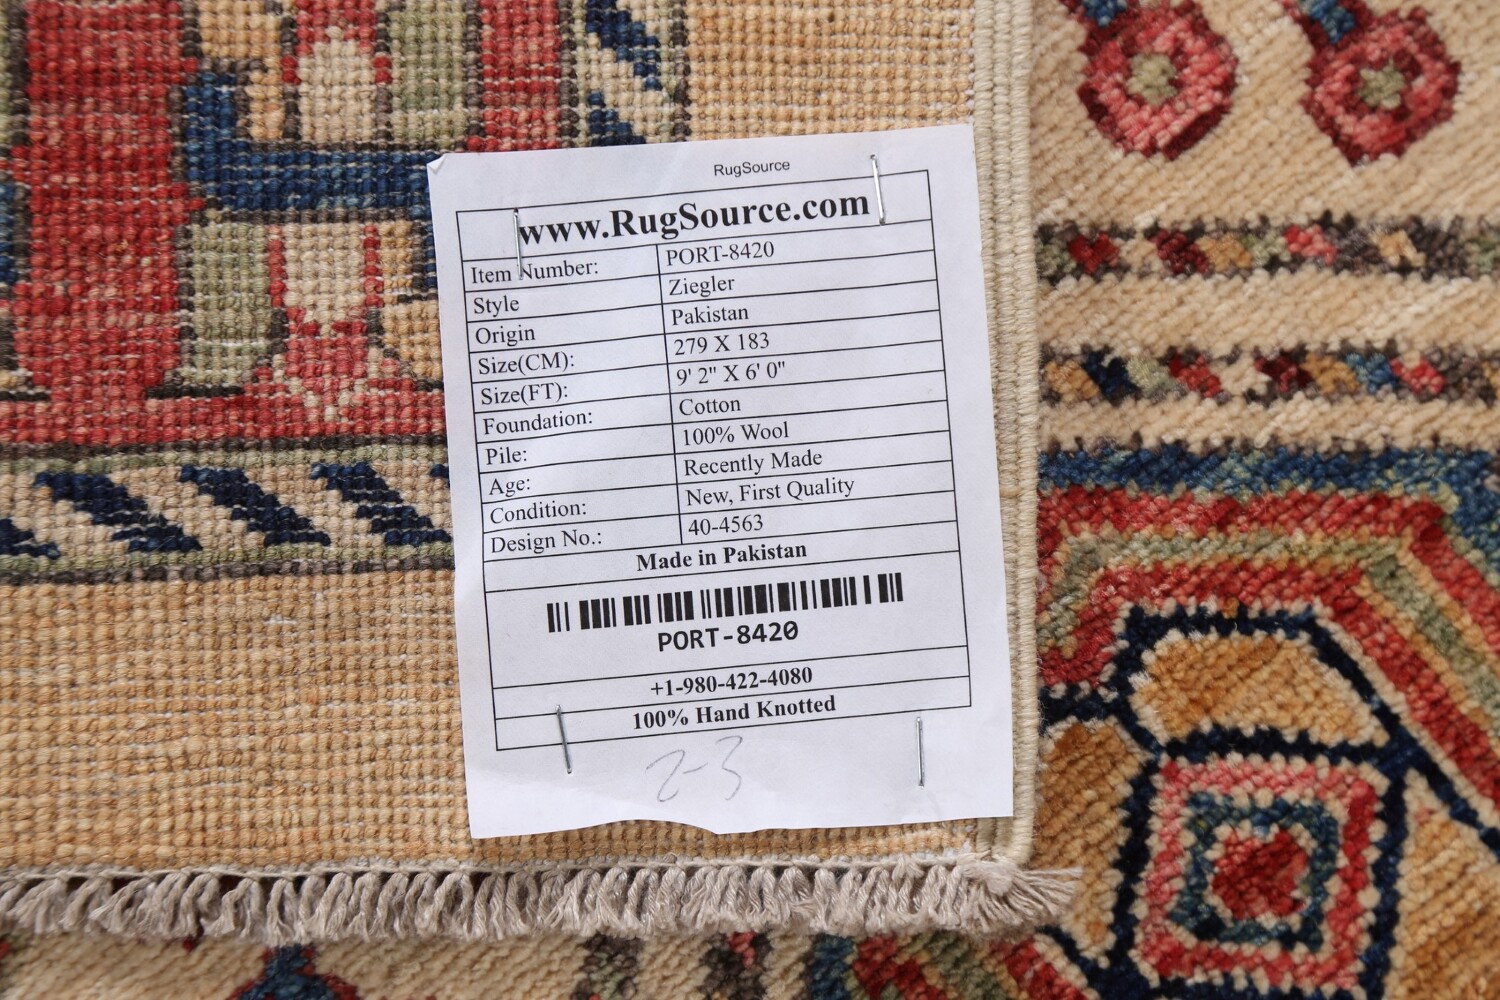 RugSource
www.RugSource.com
Item Number: PORT-8420
Style Ziegler
Origin Pakistan
Size(CM): 279 X 183
Size(FT): 9' 2" X 6' 0"
Foundation: Cotton
Pile: 100% Wool
Age: Recently Made
Condition: New, First Quality
Design No.: 40-4563
Made in Pakistan
PORT-8420
+1-980-422-4080
100% Hand Knotted
2-3